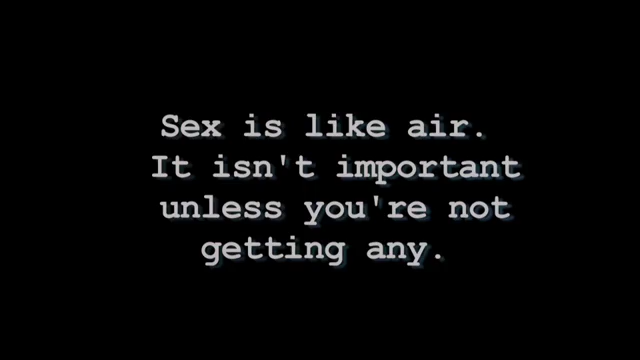 Sex is like air.
It isn't important
unless you're not
getting any.